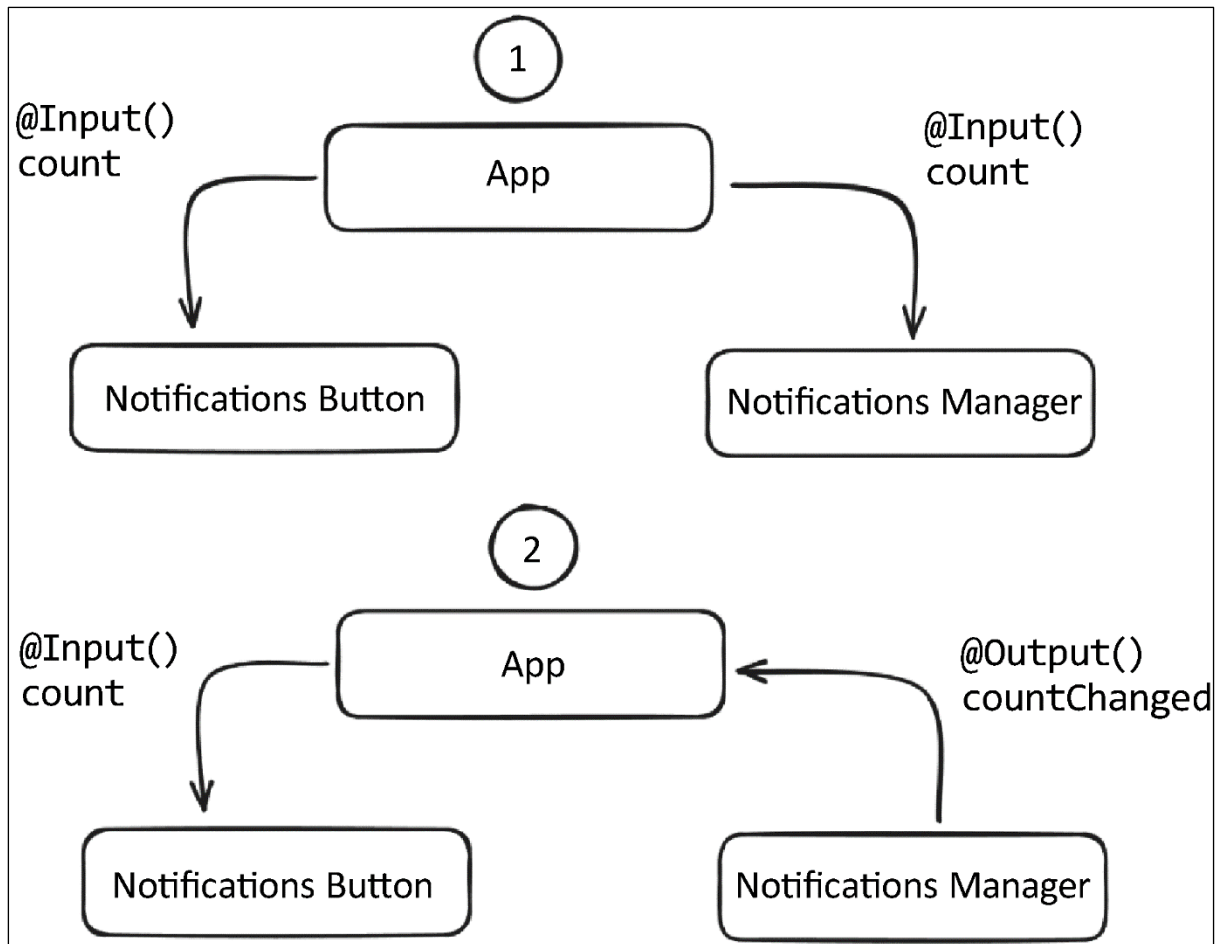 1
@Input()
count
App
@Input()
count
Notifications Button
Notifications Manager
2
@Input()
count
App
@Output()
countChanged
Notifications Button
Notifications Manager